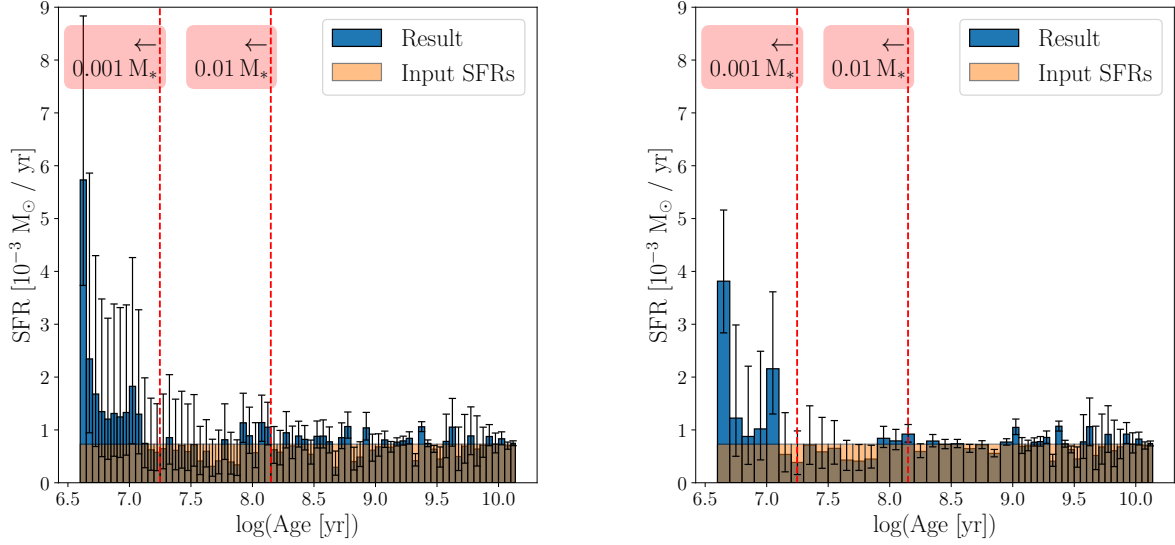 9
8
7
6
5
4
3
2
1
0
SFR [10⁻³ M⊙ / yr]
←
0.001 M*
←
0.01 M*
Result
Input SFRs
6.5 7.0 7.5 8.0 8.5 9.0 9.5 10.0
log(Age [yr])
9
8
7
6
5
4
3
2
1
0
SFR [10⁻³ M⊙ / yr]
←
0.001 M*
←
0.01 M*
Result
Input SFRs
6.5 7.0 7.5 8.0 8.5 9.0 9.5 10.0
log(Age [yr])